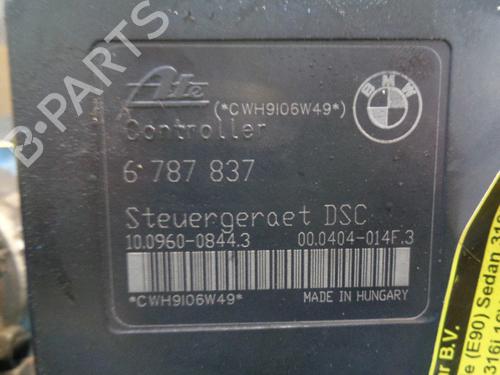 Ate
(*CWH9I06W49*)
BMW
Controller
6 787 837
Steuergeraet DSC
10.0960-0844.3 00.0404-014F.3
*CWH9I06W49*
MADE IN HUNGARY
B-PARTS
B.V.
(E90) Sedan
316i